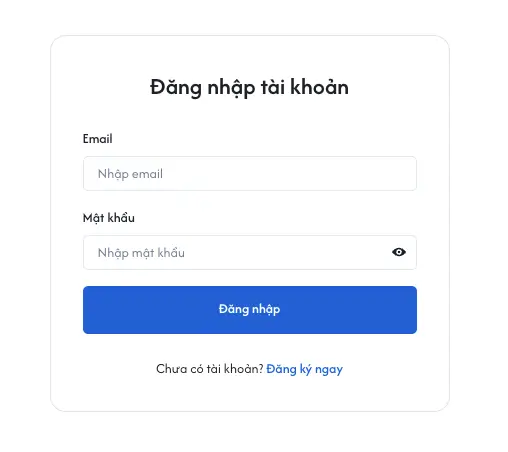 Đăng nhập tài khoản
Email
Nhập email
Mật khẩu
Nhập mật khẩu
Đăng nhập
Chưa có tài khoản? Đăng ký ngay